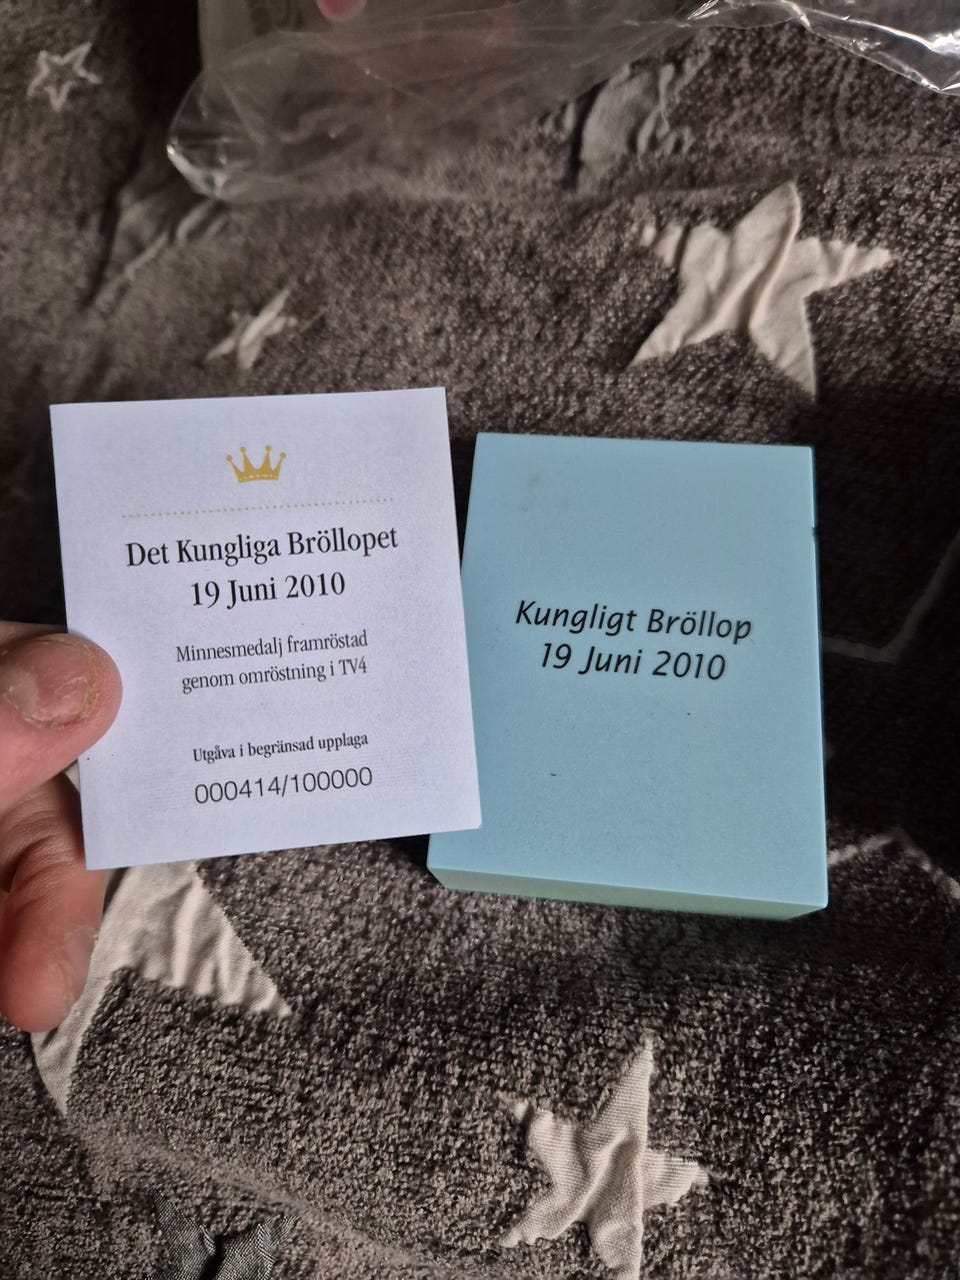 Det Kungliga Bröllopet
19 Juni 2010
Minnesmedalj framröstad
genom omröstning i TV4
Utgåva i begränsad upplaga
000414/100000
Kungligt Bröllop
19 Juni 2010